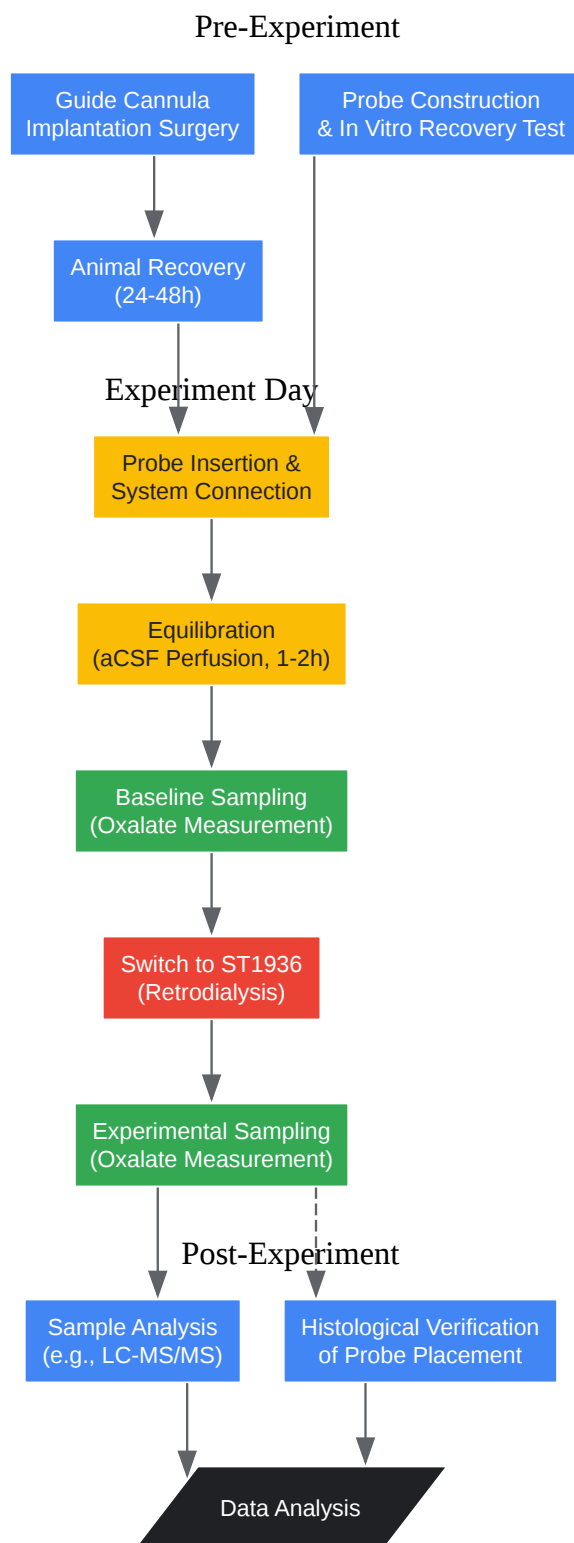 Pre-Experiment
Guide Cannula
Implantation Surgery
Probe Construction
& In Vitro Recovery Test
Animal Recovery
(24-48h)
Experiment Day
Probe Insertion &
System Connection
Equilibration
(aCSF Perfusion, 1-2h)
Baseline Sampling
(Oxalate Measurement)
Switch to ST1936
(Retrodialysis)
Experimental Sampling
(Oxalate Measurement)
Post-Experiment
Sample Analysis
(e.g., LC-MS/MS)
Histological Verification
of Probe Placement
Data Analysis